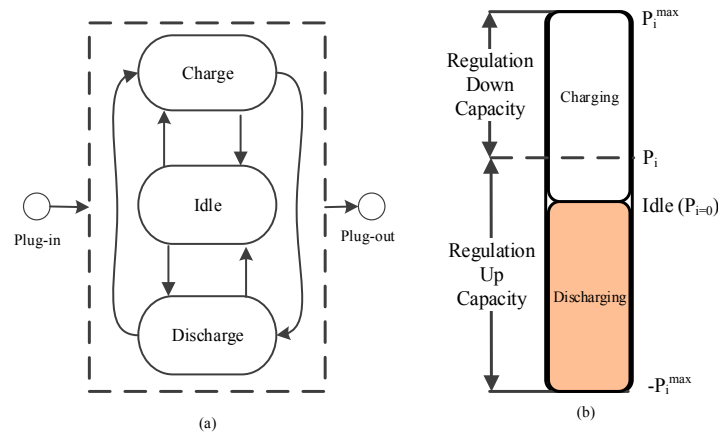 Charge
Idle
Discharge
Plug-in
Plug-out
(a)
Regulation
Down
Capacity
Regulation
Up
Capacity
Charging
Discharging
P_i^max
P_i
Idle (P_i=0)
-P_i^max
(b)